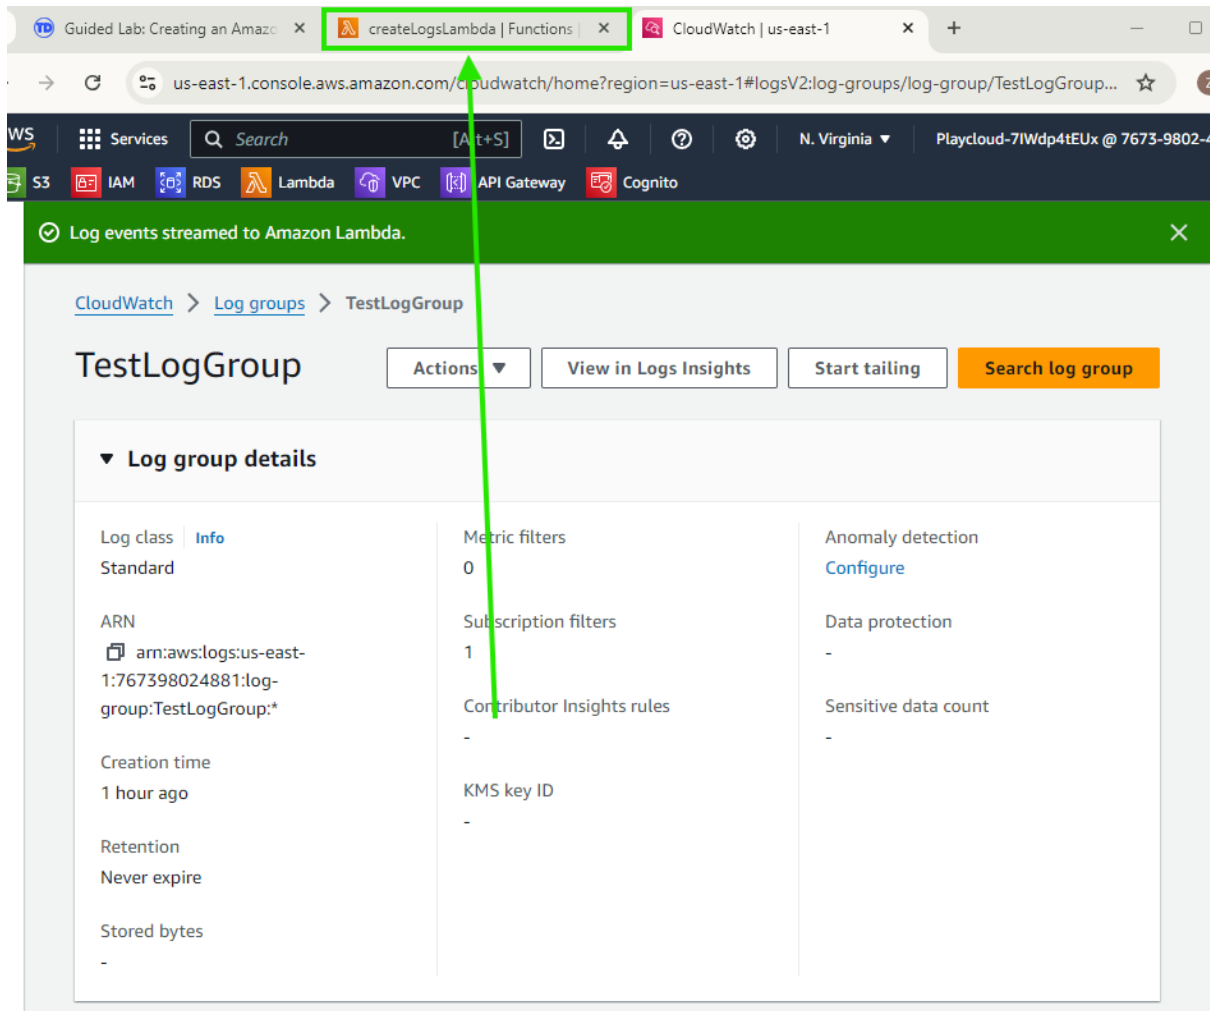 Guided Lab: Creating an Amazo
createLogsLambda | Functions |
CloudWatch | us-east-1
us-east-1.console.aws.amazon.com/cloudwatch/home?region=us-east-1#logsV2:log-groups/log-group/TestLogGroup...
ws Services Search [Alt+S] N. Virginia ▼ Playcloud-7IWdp4tEUx @ 7673-9802-4
S3 IAM RDS Lambda VPC API Gateway Cognito
Log events streamed to Amazon Lambda.
CloudWatch > Log groups > TestLogGroup
TestLogGroup
Actions ▼ View in Logs Insights Start tailing Search log group
▼ Log group details
Log class Info
Standard
ARN
arn:aws:logs:us-east-
1:767398024881:log-
group:TestLogGroup:*
Creation time
1 hour ago
Retention
Never expire
Stored bytes
-
Metric filters
0
Subscription filters
1
Contributor Insights rules
-
KMS key ID
-
Anomaly detection
Configure
Data protection
-
Sensitive data count
-